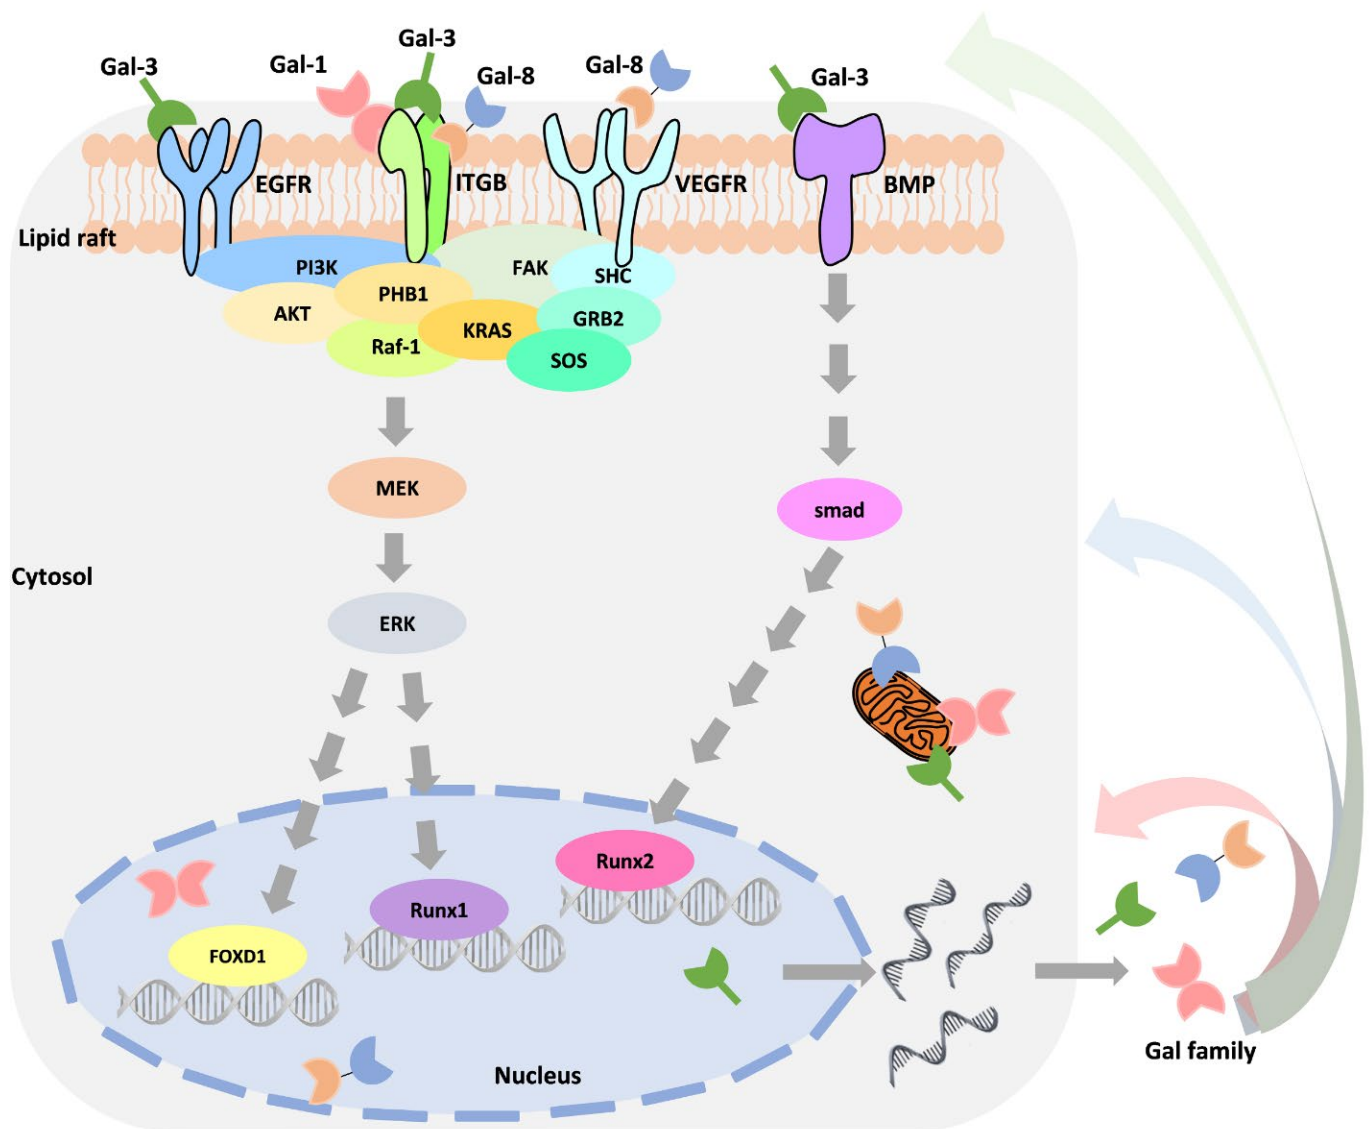 Gal-3
Gal-1
Gal-3
Gal-8
Gal-8
Gal-3
EGFR
ITGB
VEGFR
BMP
Lipid raft
PI3K
FAK
SHC
AKT
PHB1
KRAS
GRB2
Raf-1
SOS
MEK
smad
Cytosol
ERK
Runx2
Runx1
FOXD1
Nucleus
Gal family